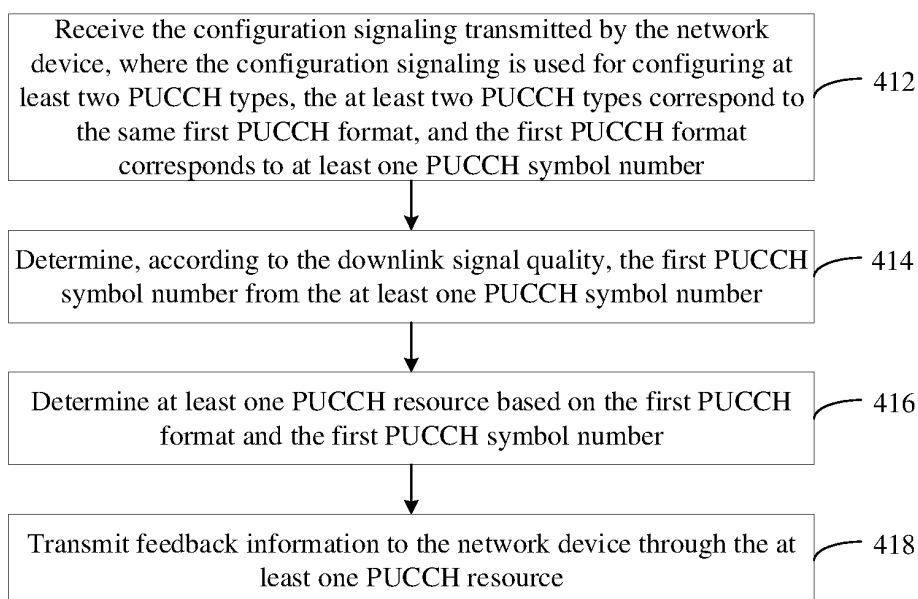 Receive the configuration signaling transmitted by the network
device, where the configuration signaling is used for configuring at
least two PUCCH types, the at least two PUCCH types correspond to
the same first PUCCH format, and the first PUCCH format
corresponds to at least one PUCCH symbol number
412
Determine, according to the downlink signal quality, the first PUCCH
symbol number from the at least one PUCCH symbol number
414
Determine at least one PUCCH resource based on the first PUCCH
format and the first PUCCH symbol number
416
Transmit feedback information to the network device through the at
least one PUCCH resource
418